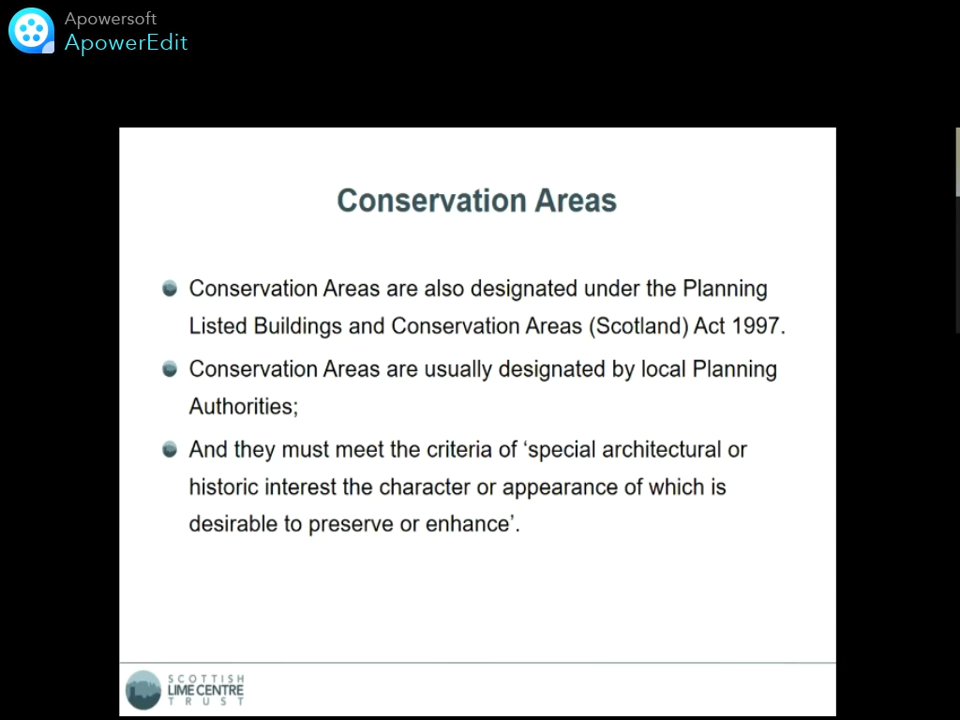 Apowersoft
ApowerEdit
Conservation Areas
Conservation Areas are also designated under the Planning
Listed Buildings and Conservation Areas (Scotland) Act 1997.
Conservation Areas are usually designated by local Planning
Authorities;
And they must meet the criteria of ‘special architectural or
historic interest the character or appearance of which is
desirable to preserve or enhance’.
SCOTTISH
LIME CENTRE
TRUST